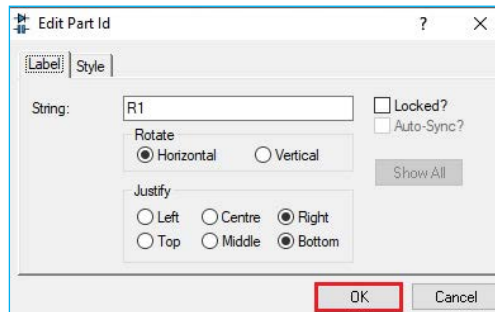 Edit Part Id ?
Label Style
String: R1
Locked?
Auto-Sync?
Rotate
Horizontal Vertical
Show All
Justify
Left Centre Right
Top Middle Bottom
OK Cancel